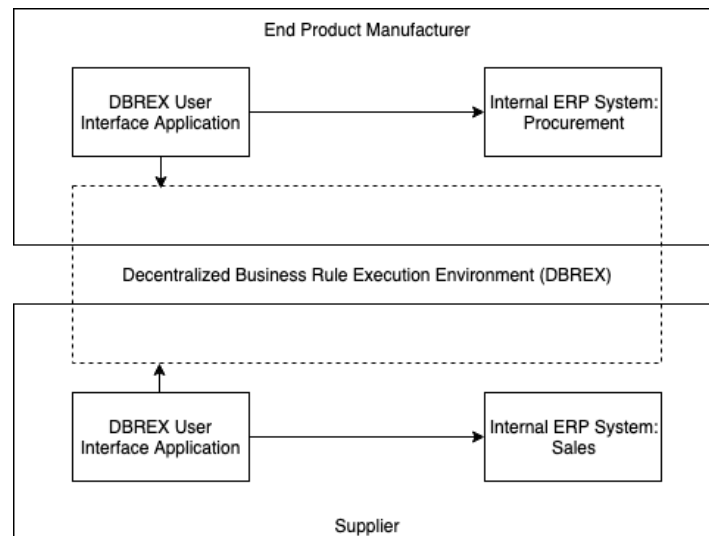 End Product Manufacturer
DBREX User
Interface Application
Internal ERP System:
Procurement
Decentralized Business Rule Execution Environment (DBREX)
DBREX User
Interface Application
Internal ERP System:
Sales
Supplier